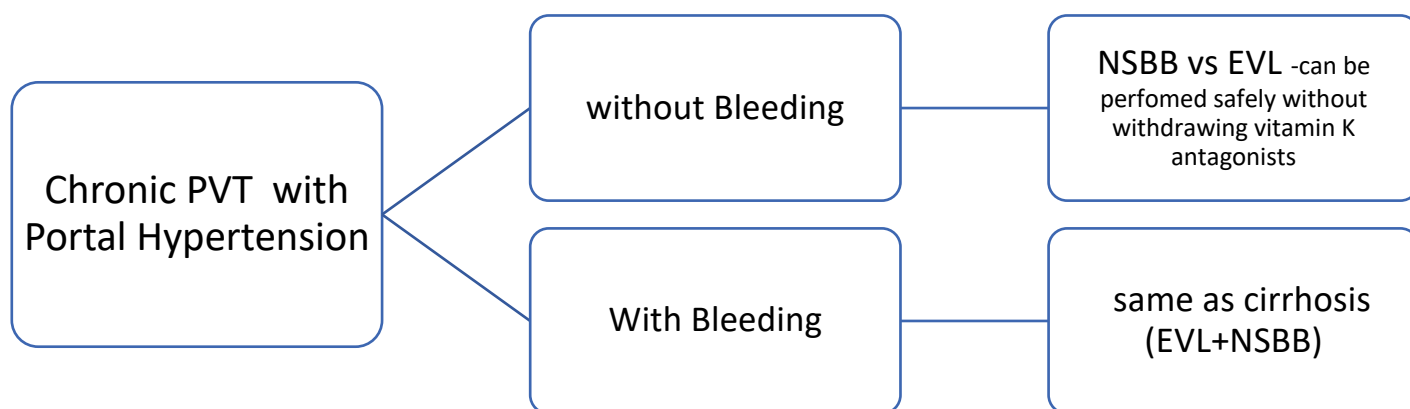 Chronic PVT  with
Portal Hypertension
without Bleeding
NSBB vs EVL -can be
perfomed safely without
withdrawing vitamin K
antagonists
With Bleeding
same as cirrhosis
(EVL+NSBB)